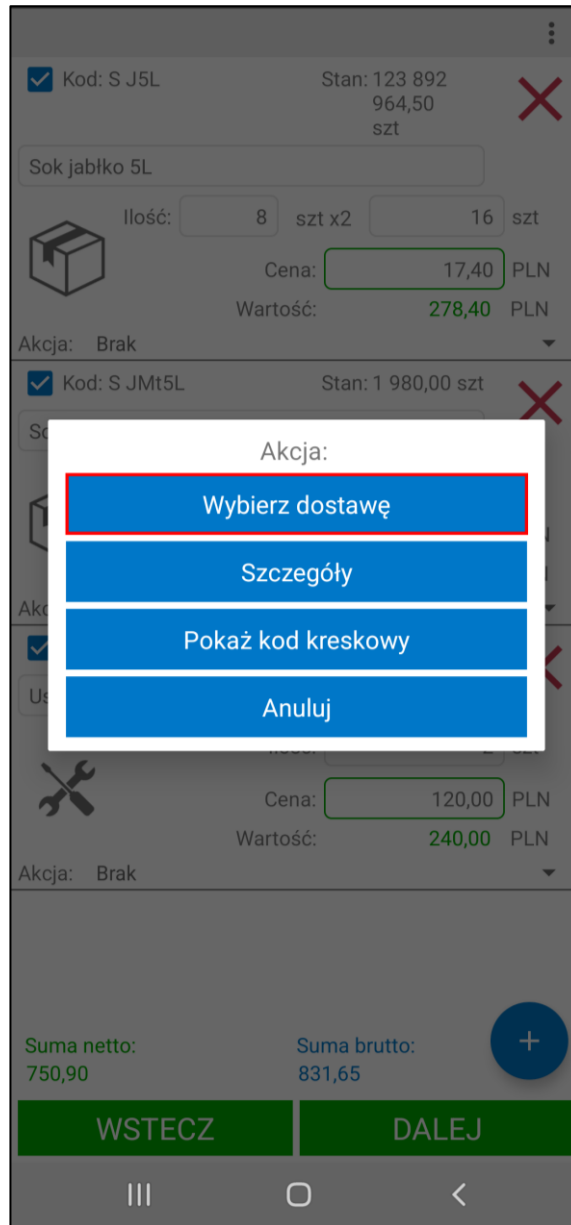 Kod: S J5L Stan: 123 892
964,50
szt
Sok jabłko 5L
Ilość: 8 szt x2 16 szt
Cena: 17,40 PLN
Wartość: 278,40 PLN
Akcja: Brak
Kod: S JMt5L Stan: 1 980,00 szt
Akcja:
Wybierz dostawę
Szczegóły
Pokaż kod kreskowy
Anuluj
Cena: 120,00 PLN
Wartość: 240,00 PLN
Akcja: Brak
Suma netto: Suma brutto:
750,90 831,65
+
WSTECZ DALEJ